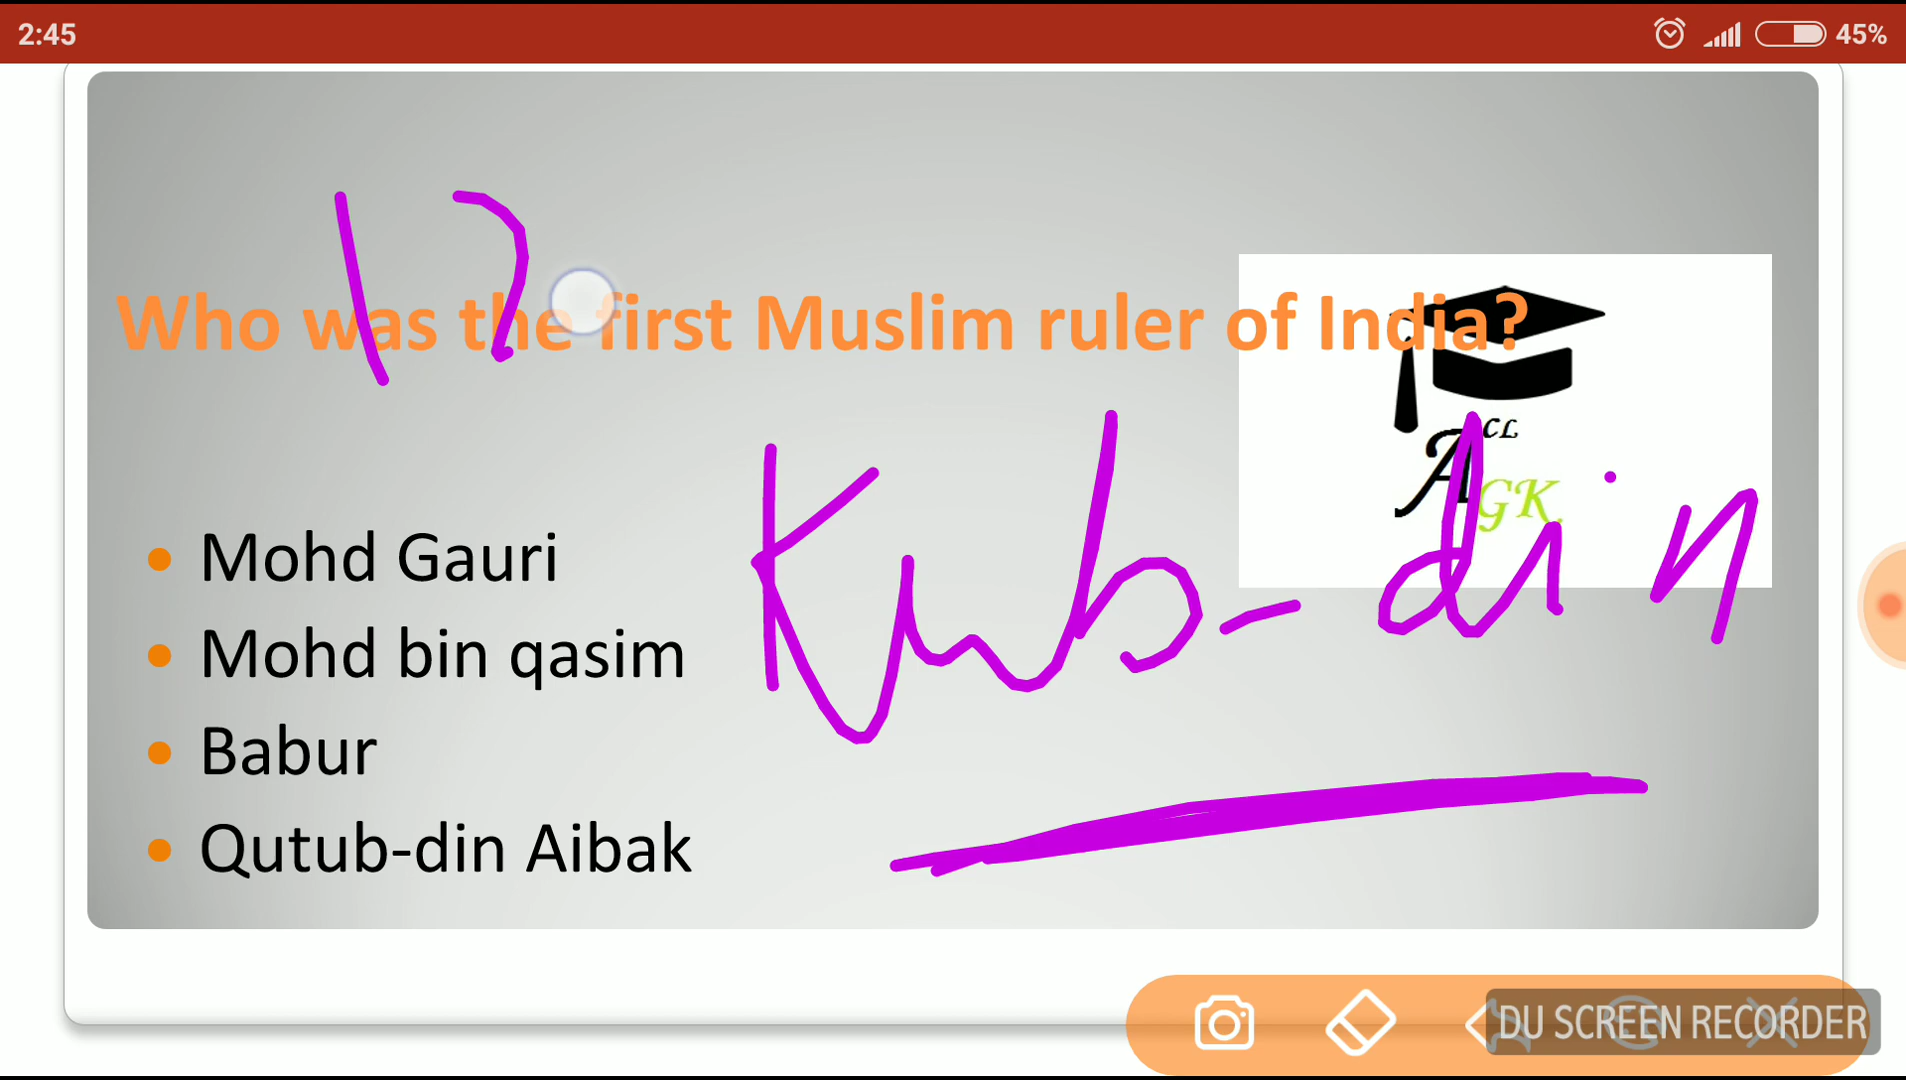 2:45
45%
Who was the first Muslim ruler of India?
CL
A
GK.
Kub-din
Mohd Gauri
Mohd bin qasim
Babur
Qutub-din Aibak
DU SCREEN RECORDER